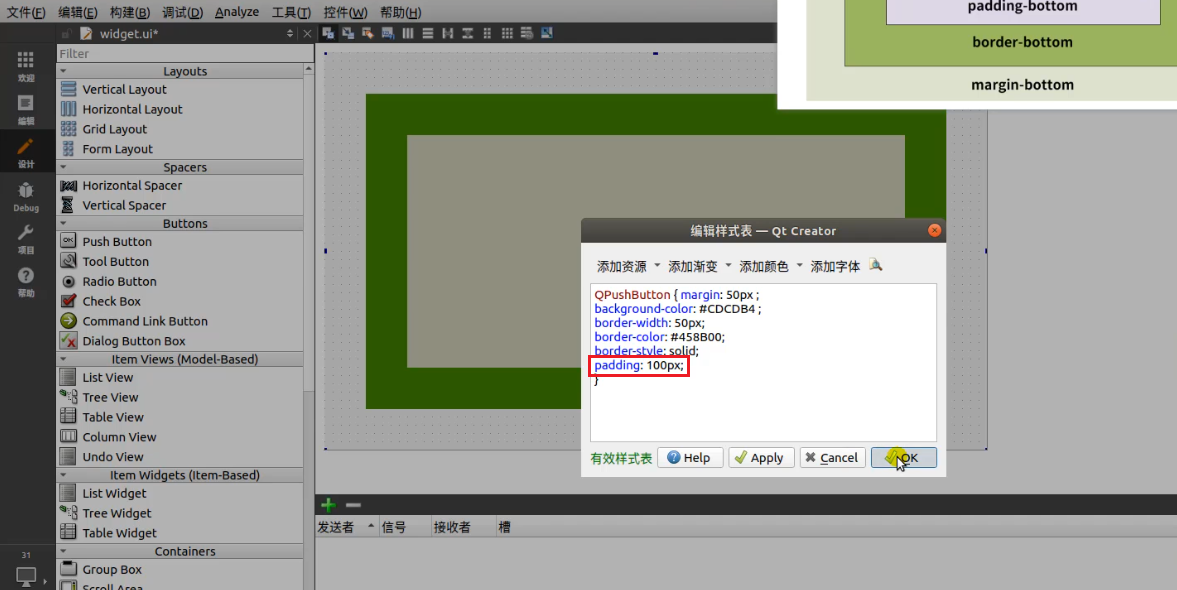 文件(F) 编辑(E) 构建(B) 调试(D) Analyze 工具(T) 控件(W) 帮助(H)
widget.ui*
Filter
Layouts
Vertical Layout
Horizontal Layout
Grid Layout
Form Layout
Spacers
Horizontal Spacer
Vertical Spacer
Buttons
OK
Push Button
Tool Button
Radio Button
Check Box
Command Link Button
Dialog Button Box
Item Views (Model-Based)
List View
Tree View
Table View
Column View
Undo View
Item Widgets (Item-Based)
List Widget
Tree Widget
Table Widget
Containers
Group Box
Scroll Area
欢迎
编辑
设计
Debug
项目
帮助
31
padding-bottom
border-bottom
margin-bottom
编辑样式表 — Qt Creator
添加资源 添加渐变 添加颜色 添加字体
QPushButton { margin: 50px ;
background-color: #CDCDB4 ;
border-width: 50px;
border-color: #458B00;
border-style: solid;
padding: 100px;
}
有效样式表 Help Apply Cancel OK
发送者 信号 接收者 槽